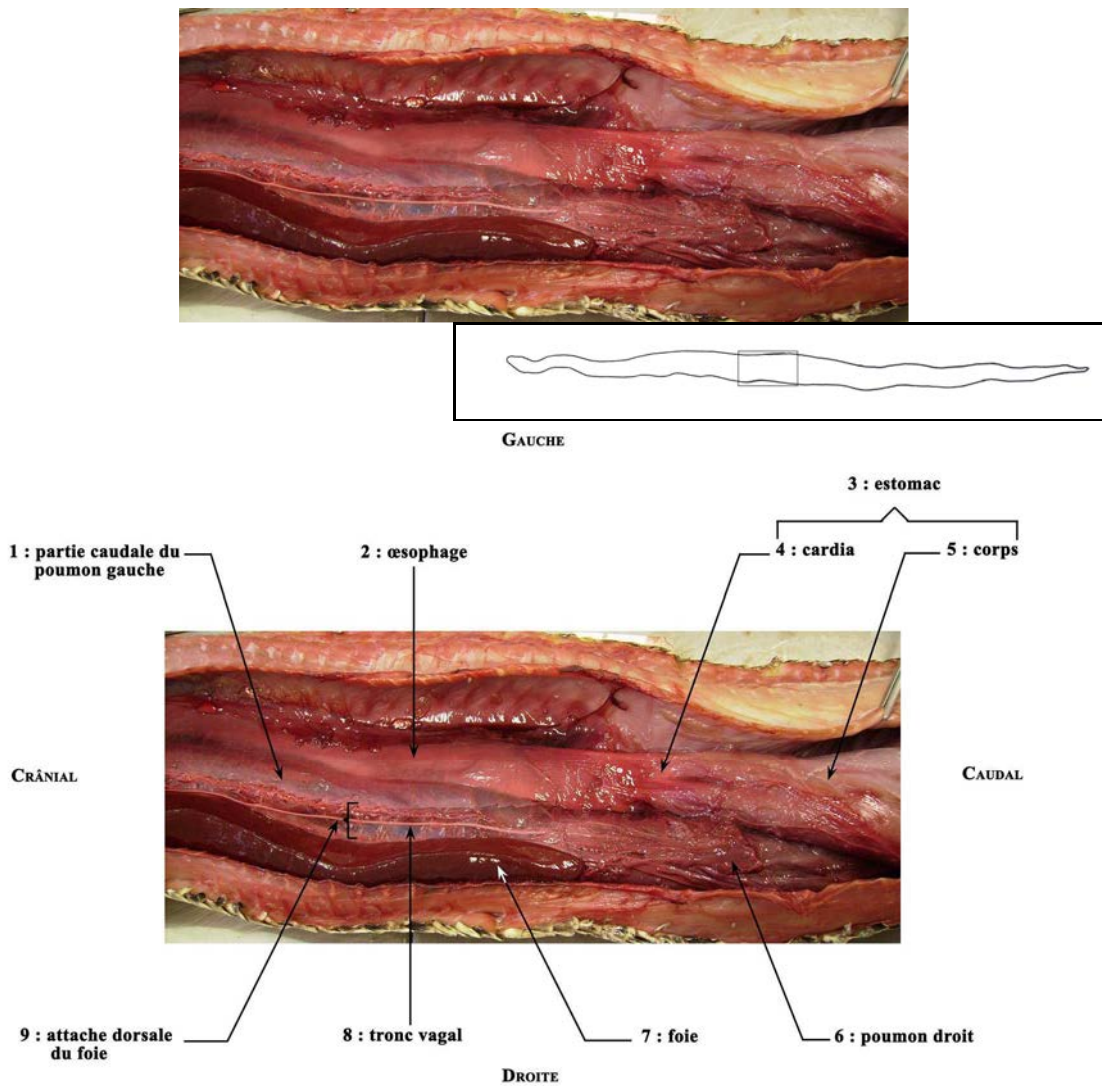 GAUCHE
3 : estomac
1 : partie caudale du
poumon gauche
2 : œsophage
4 : cardia
5 : corps
CRÂNIAL
CAUDAL
9 : attache dorsale
du foie
8 : tronc vagal
7 : foie
6 : poumon droit
DROITE